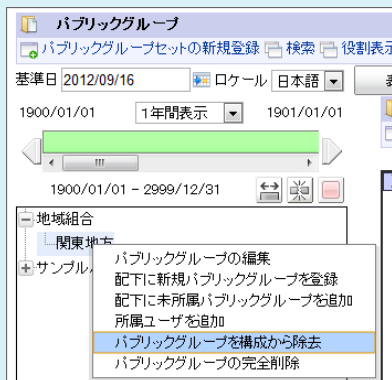 パブリックグループ
パブリックグループセットの新規登録 検索 役割表示
基準日 2012/09/16 ロケール 日本語
1900/01/01 1年間表示 1901/01/01
1900/01/01 - 2999/12/31
地域組合
関東地方
サンプル
パブリックグループの編集
配下に新規パブリックグループを登録
配下に未所属パブリックグループを追加
所属ユーザを追加
パブリックグループを構成から除去
パブリックグループの完全削除